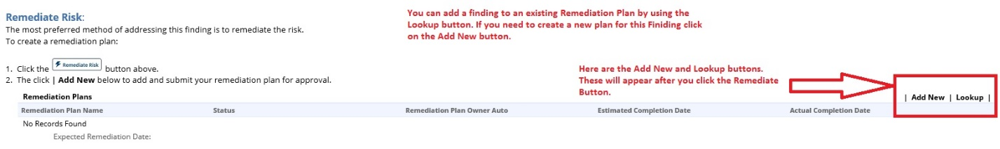 Remediate Risk:
The most preferred method of addressing this finding is to remediate the risk.
To create a remediation plan:
You can add a finding to an existing Remediation Plan by using the
Lookup button. If you need to create a new plan for this Finiding click
on the Add New button.
1. Click the Remediate Risk button above.
2. The click | Add New below to add and submit your remediation plan for approval.
Here are the Add New and Lookup buttons.
These will appear after you click the Remediate
Button.
Remediation Plans | Add New | Lookup |
Remediation Plan Name Status Remediation Plan Owner Auto Estimated Completion Date Actual Completion Date
No Records Found
Expected Remediation Date: